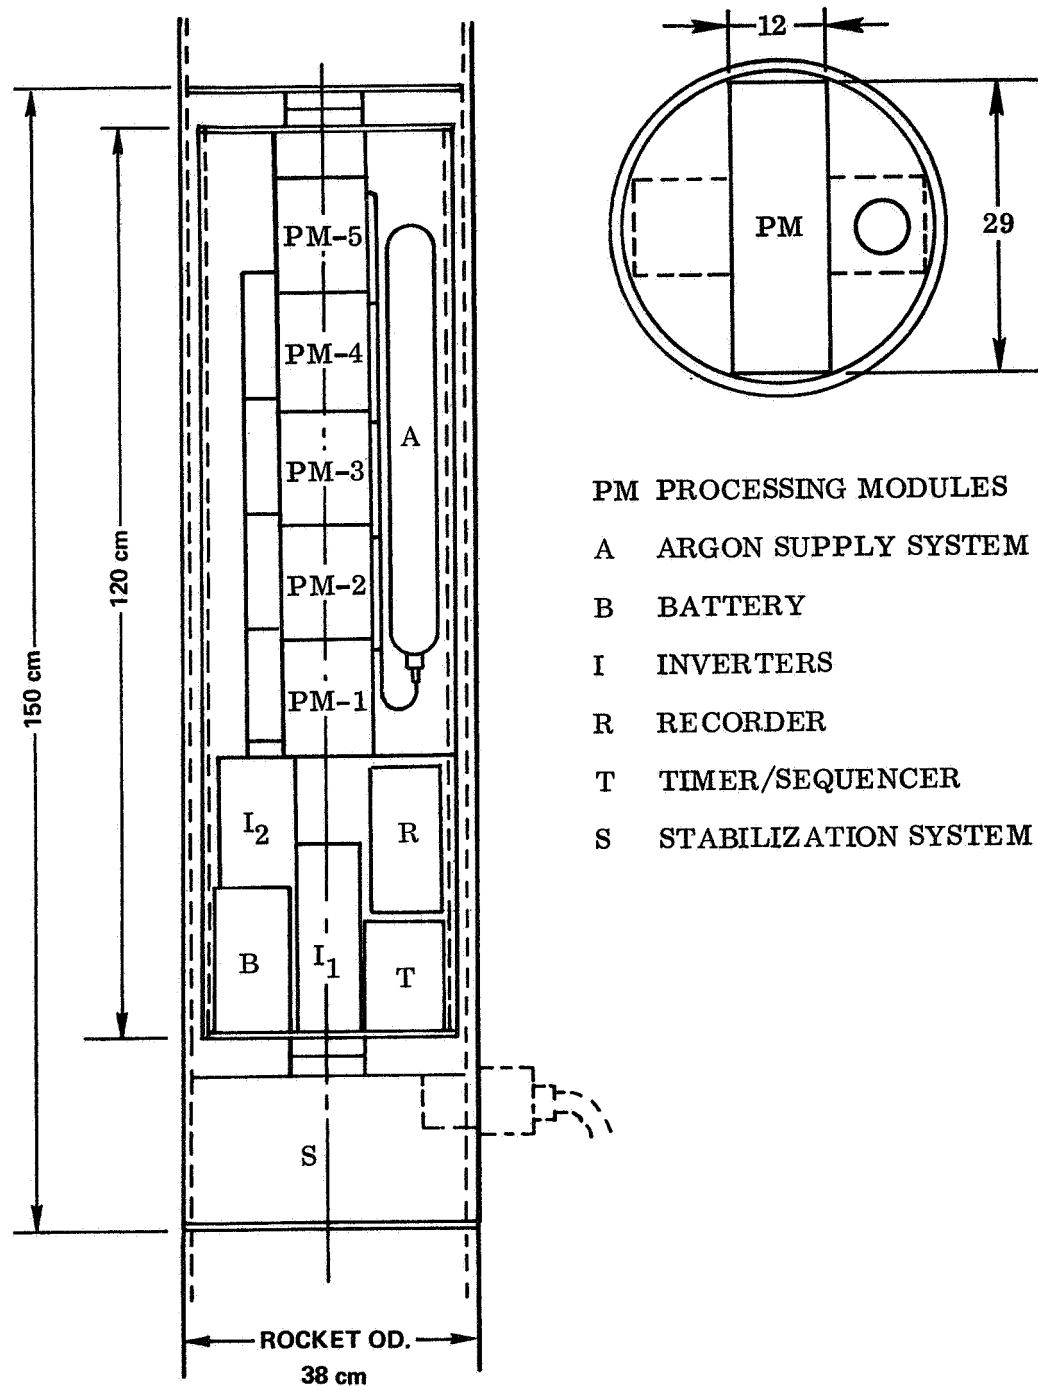 12
29
PM
PM-5
PM-4
PM-3
PM-2
PM-1
A
I2
R
B
I1
T
S
150 cm
120 cm
ROCKET OD.
38 cm
PM PROCESSING MODULES
A ARGON SUPPLY SYSTEM
B BATTERY
I INVERTERS
R RECORDER
T TIMER/SEQUENCER
S STABILIZATION SYSTEM